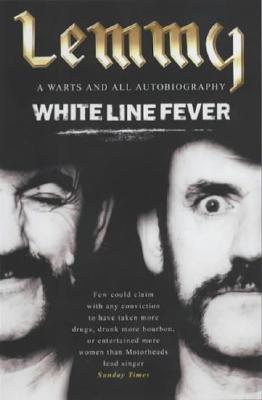 Lemmy
A WARTS AND ALL AUTOBIOGRAPHY
WHITE LINE FEVER
Few could claim
with any conviction
to have taken more
drugs, drunk more bourbon,
or entertained more
women than Motorheads
lead singer
Sunday Times